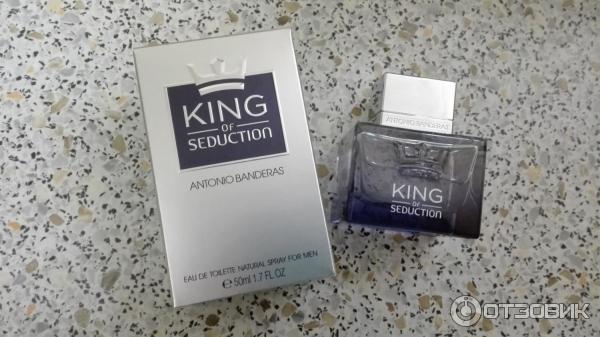 KING
OF
SEDUCTION
ANTONIO BANDERAS
EAU DE TOILETTE NATURAL SPRAY FOR MEN
℮ 50ml 1.7 FL OZ
ANTONIO BANDERAS
KING
OF
SEDUCTION
ОТЗОВИК